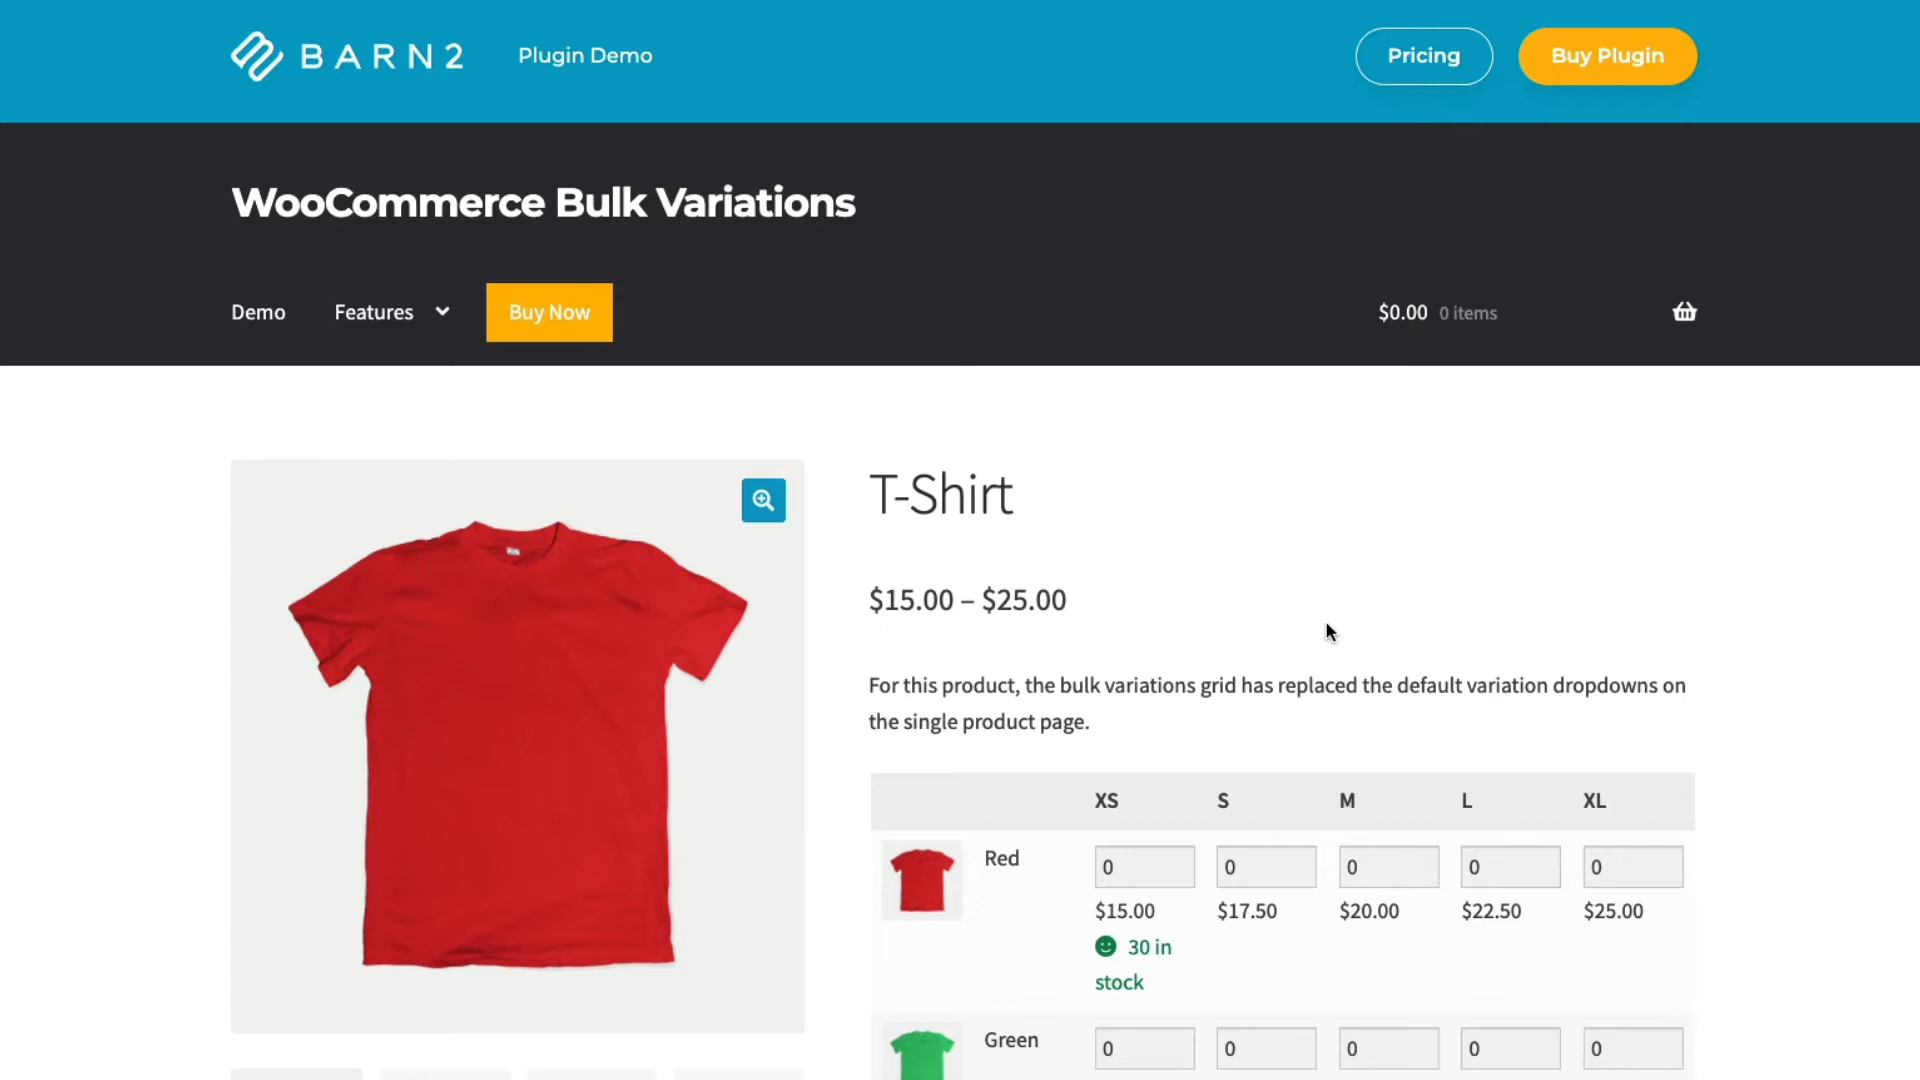 BARN2 Plugin Demo Pricing Buy Plugin
WooCommerce Bulk Variations
Demo Features Buy Now $0.00 0 items
T-Shirt
$15.00 – $25.00
For this product, the bulk variations grid has replaced the default variation dropdowns on
the single product page.
XS S M L XL
Red 0 0 0 0 0
$15.00 $17.50 $20.00 $22.50 $25.00
30 in
stock
Green 0 0 0 0 0